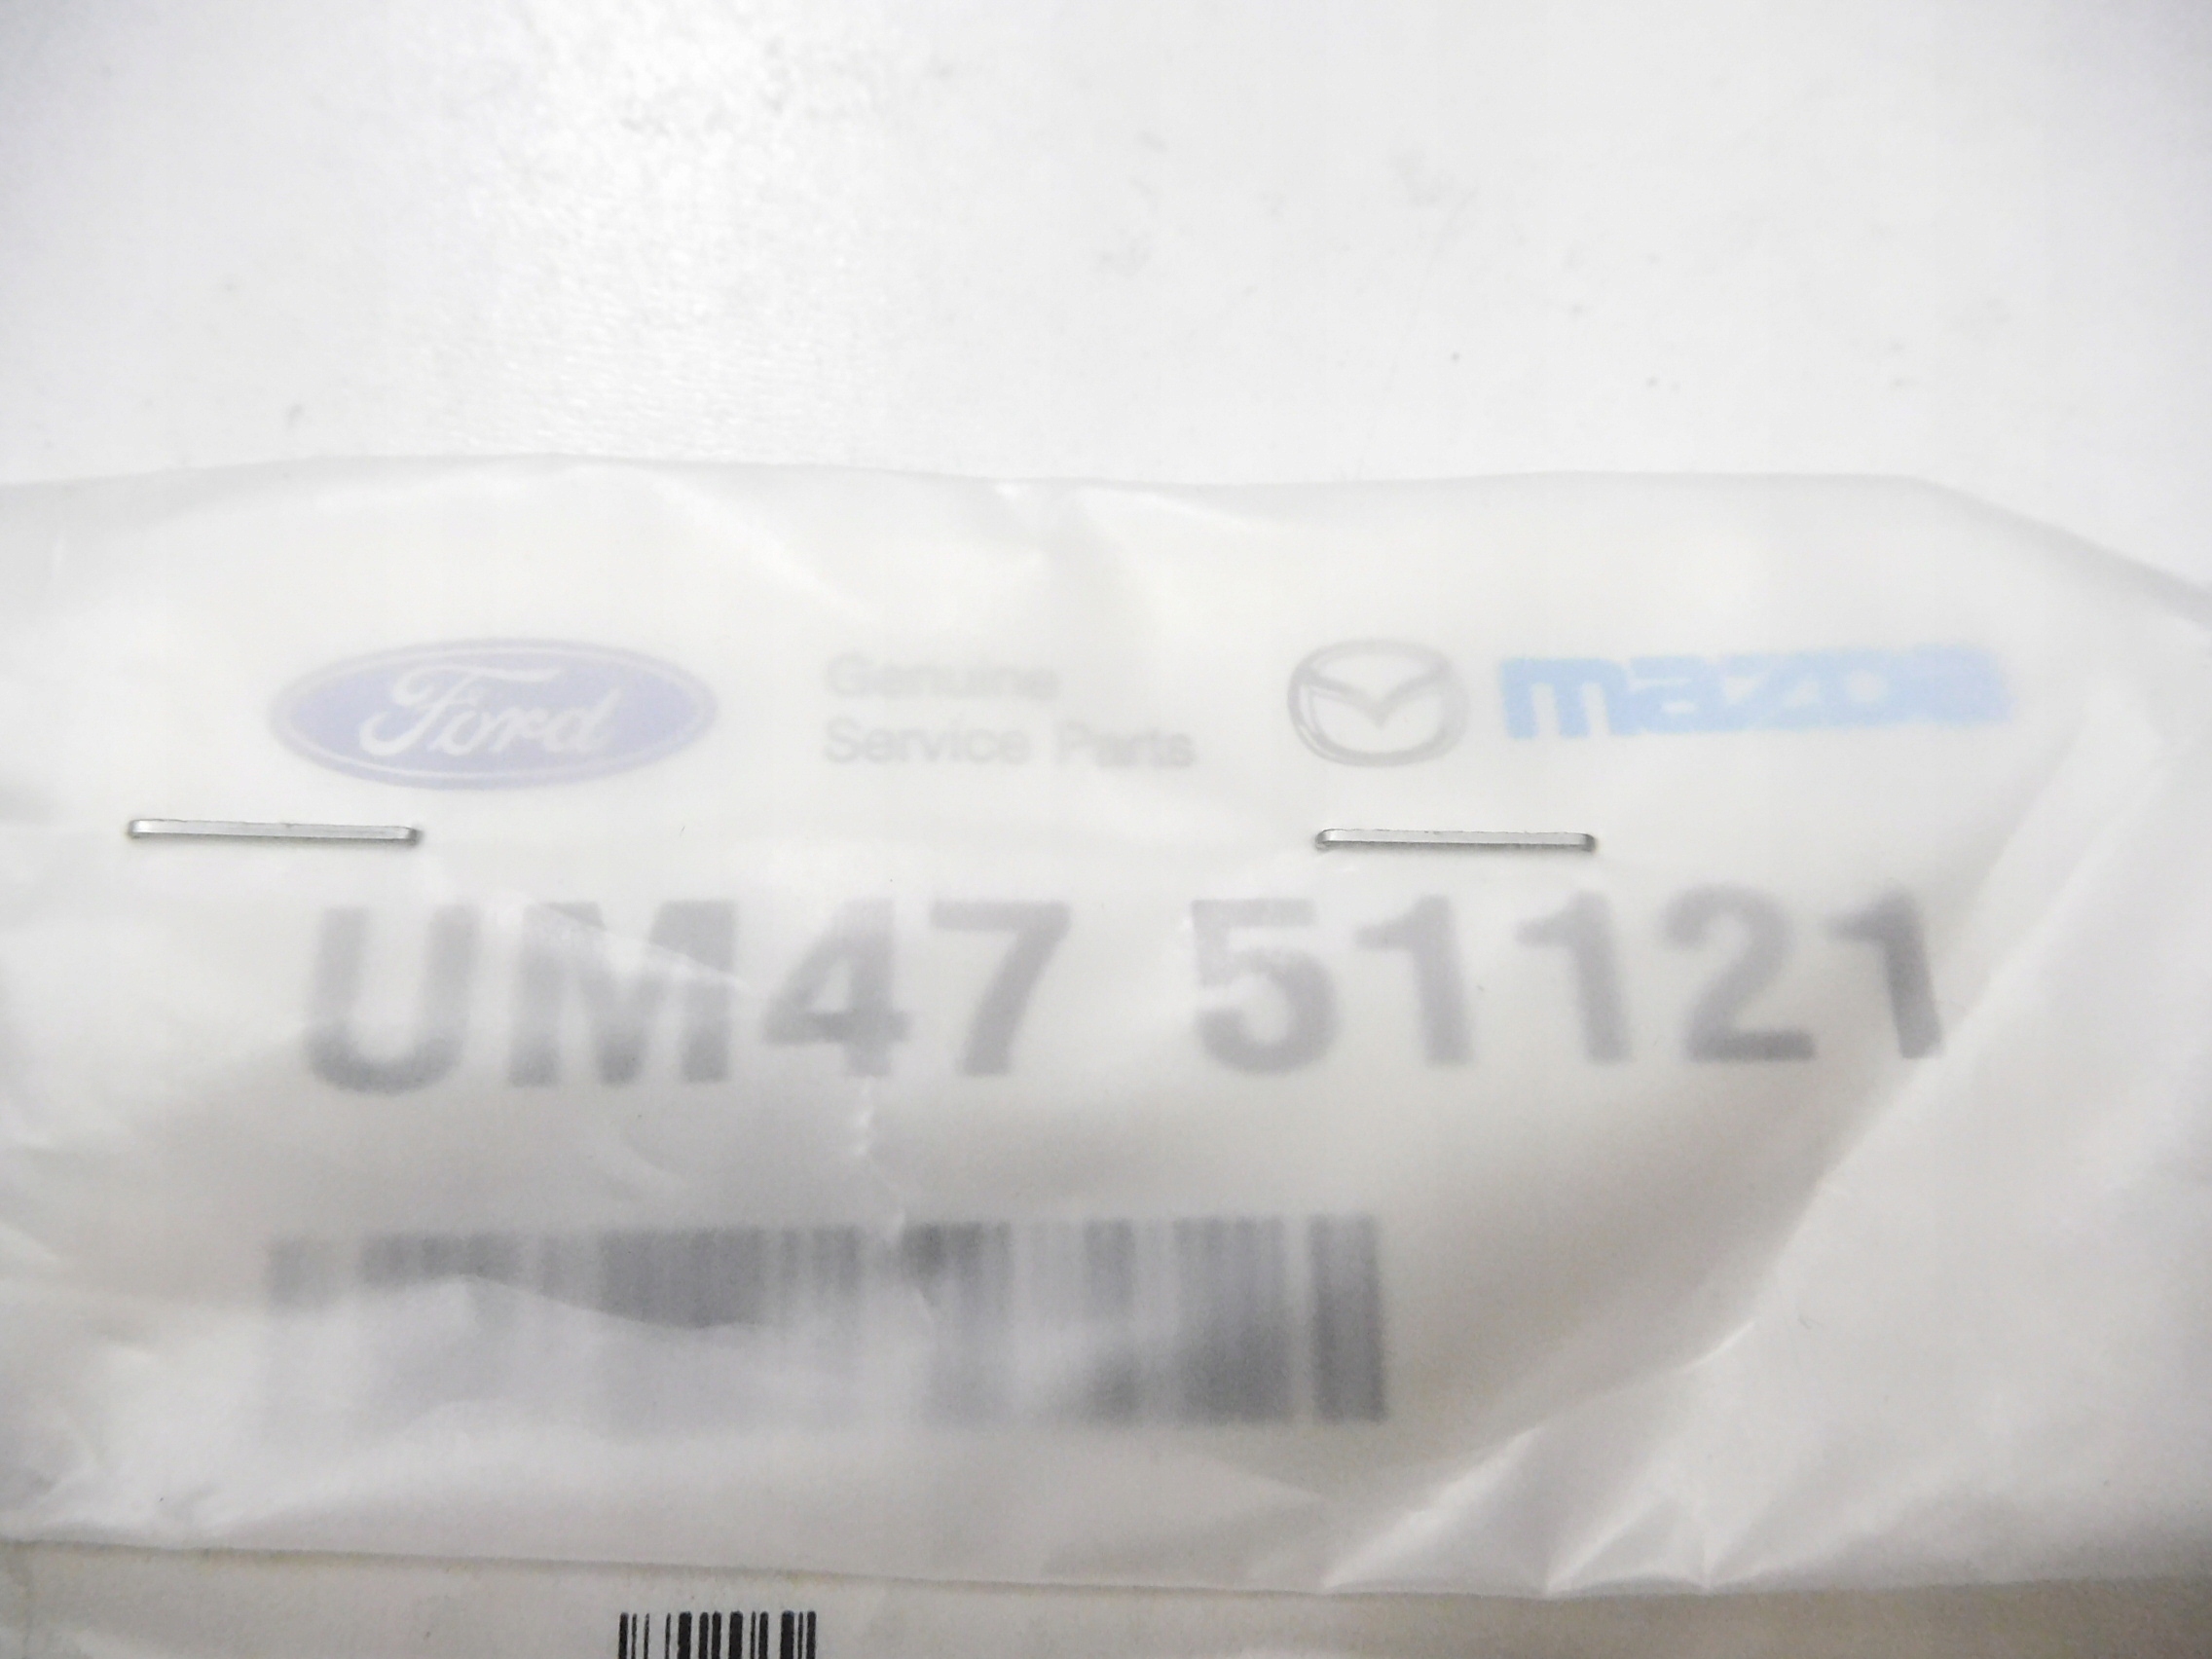 Ford
Genuine
Service Parts
mazda
UM47 51121